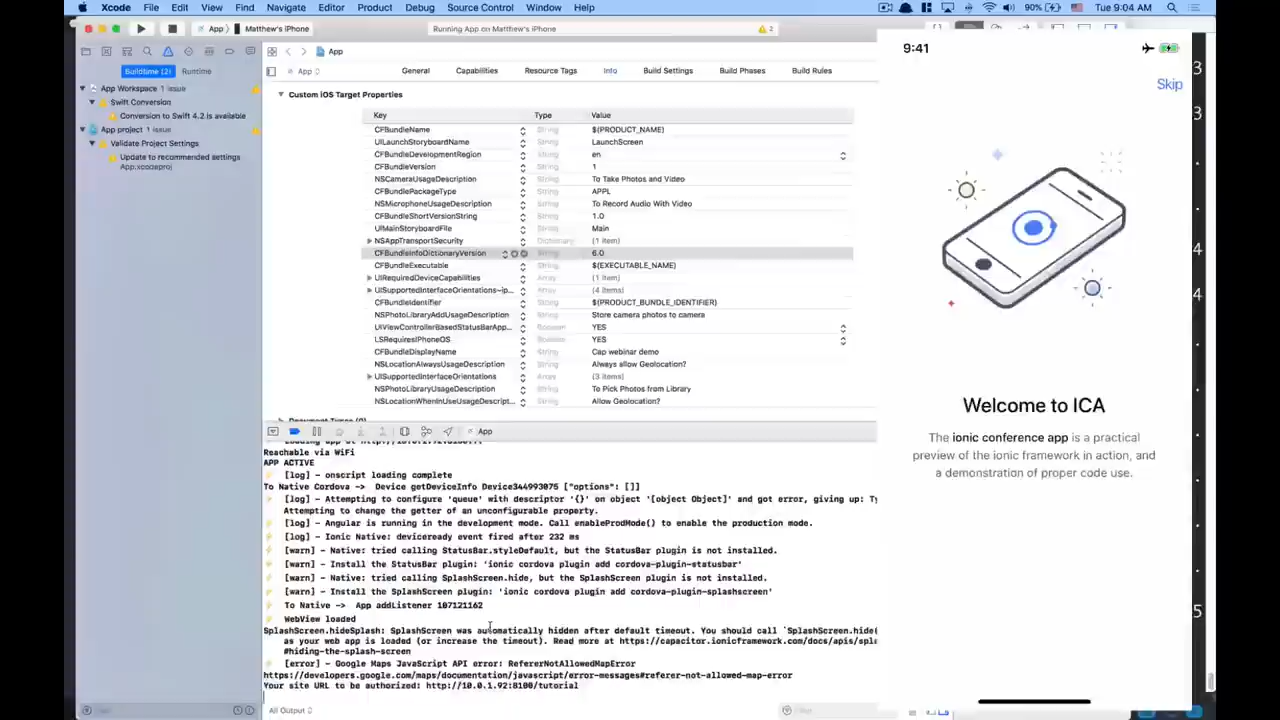 Xcode File Edit View Find Navigate Editor Product Debug Source Control Window Help 90% Tue 9:04 AM
App Matthew's iPhone
Running App on Matthew's iPhone
2
App
General Capabilities Resource Tags Info Build Settings Build Phases Build Rules
App
Buildtime (2) Runtime
App Workspace 1 issue
Swift Conversion
Conversion to Swift 4.2 is available
App project 1 issue
Validate Project Settings
Update to recommended settings
App.xcodeproj
Custom iOS Target Properties
Key Type Value
CFBundleName String ${PRODUCT_NAME}
UILaunchStoryboardName String LaunchScreen
CFBundleDevelopmentRegion String en
CFBundleVersion String 1
NSCameraUsageDescription String To Take Photos and Video
CFBundlePackageType String APPL
NSMicrophoneUsageDescription String To Record Audio With Video
CFBundleShortVersionString String 1.0
UIMainStoryboardFile String Main
NSAppTransportSecurity Dictionary (1 item)
CFBundleInfoDictionaryVersion String 6.0
CFBundleExecutable String ${EXECUTABLE_NAME}
UIRequiredDeviceCapabilities Array (1 item)
UISupportedInterfaceOrientations~ip... Array (4 items)
CFBundleIdentifier String ${PRODUCT_BUNDLE_IDENTIFIER}
NSPhotoLibraryAddUsageDescription String Store camera photos to camera
UIViewControllerBasedStatusBarApp... Boolean YES
LSRequiresIPhoneOS Boolean YES
CFBundleDisplayName String Cap webinar demo
NSLocationAlwaysUsageDescription String Always allow Geolocation?
UISupportedInterfaceOrientations Array (3 items)
NSPhotoLibraryUsageDescription String To Pick Photos from Library
NSLocationWhenInUseUsageDescript... String Allow Geolocation?
Document Types (0)
App
Reachable via WiFi
APP ACTIVE
[log] - onscript loading complete
To Native Cordova -> Device getDeviceInfo Device344993075 ["options": []]
[log] - Attempting to configure 'queue' with descriptor '{}' on object '[object Object]' and got error, giving up: Ty
Attempting to change the getter of an unconfigurable property.
[log] - Angular is running in the development mode. Call enableProdMode() to enable the production mode.
[log] - Ionic Native: deviceready event fired after 232 ms
[warn] - Native: tried calling StatusBar.styleDefault, but the StatusBar plugin is not installed.
[warn] - Install the StatusBar plugin: 'ionic cordova plugin add cordova-plugin-statusbar'
[warn] - Native: tried calling SplashScreen.hide, but the SplashScreen plugin is not installed.
[warn] - Install the SplashScreen plugin: 'ionic cordova plugin add cordova-plugin-splashscreen'
To Native -> App addListener 107121162
WebView loaded
SplashScreen.hideSplash: SplashScreen was automatically hidden after default timeout. You should call `SplashScreen.hide(
as your web app is loaded (or increase the timeout). Read more at https://capacitor.ionicframework.com/docs/apis/spla
#hiding-the-splash-screen
[error] - Google Maps JavaScript API error: RefererNotAllowedMapError
https://developers.google.com/maps/documentation/javascript/error-messages#referer-not-allowed-map-error
Your site URL to be authorized: http://10.0.1.92:8100/tutorial
All Output
Filter
9:41
Skip
Welcome to ICA
The ionic conference app is a practical
preview of the ionic framework in action, and
a demonstration of proper code use.
3
3
4
4
5